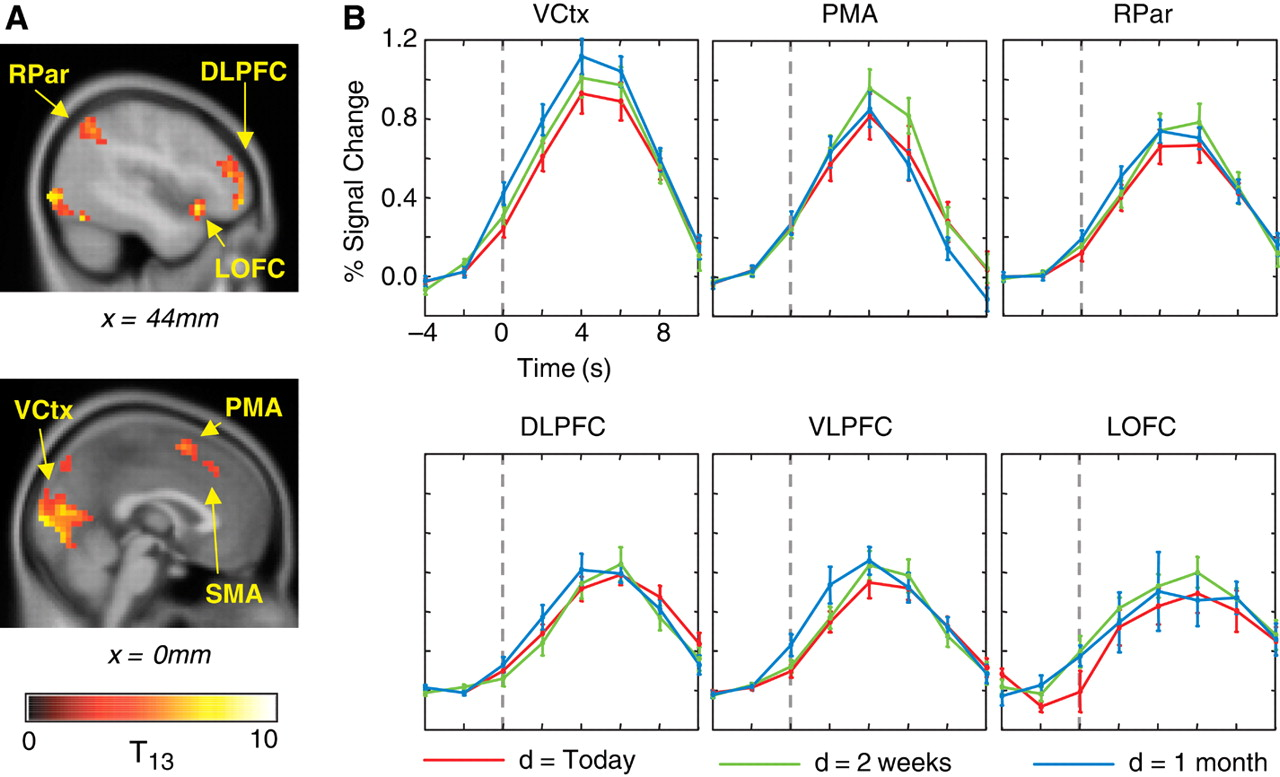 A
RPar
DLPFC
LOFC
x = 44mm
VCtx
PMA
SMA
x = 0mm
0
10
T13
B
VCtx
PMA
RPar
1.2
0.8
0.4
0.0
% Signal Change
−4
0
4
8
Time (s)
DLPFC
VLPFC
LOFC
d = Today
d = 2 weeks
d = 1 month